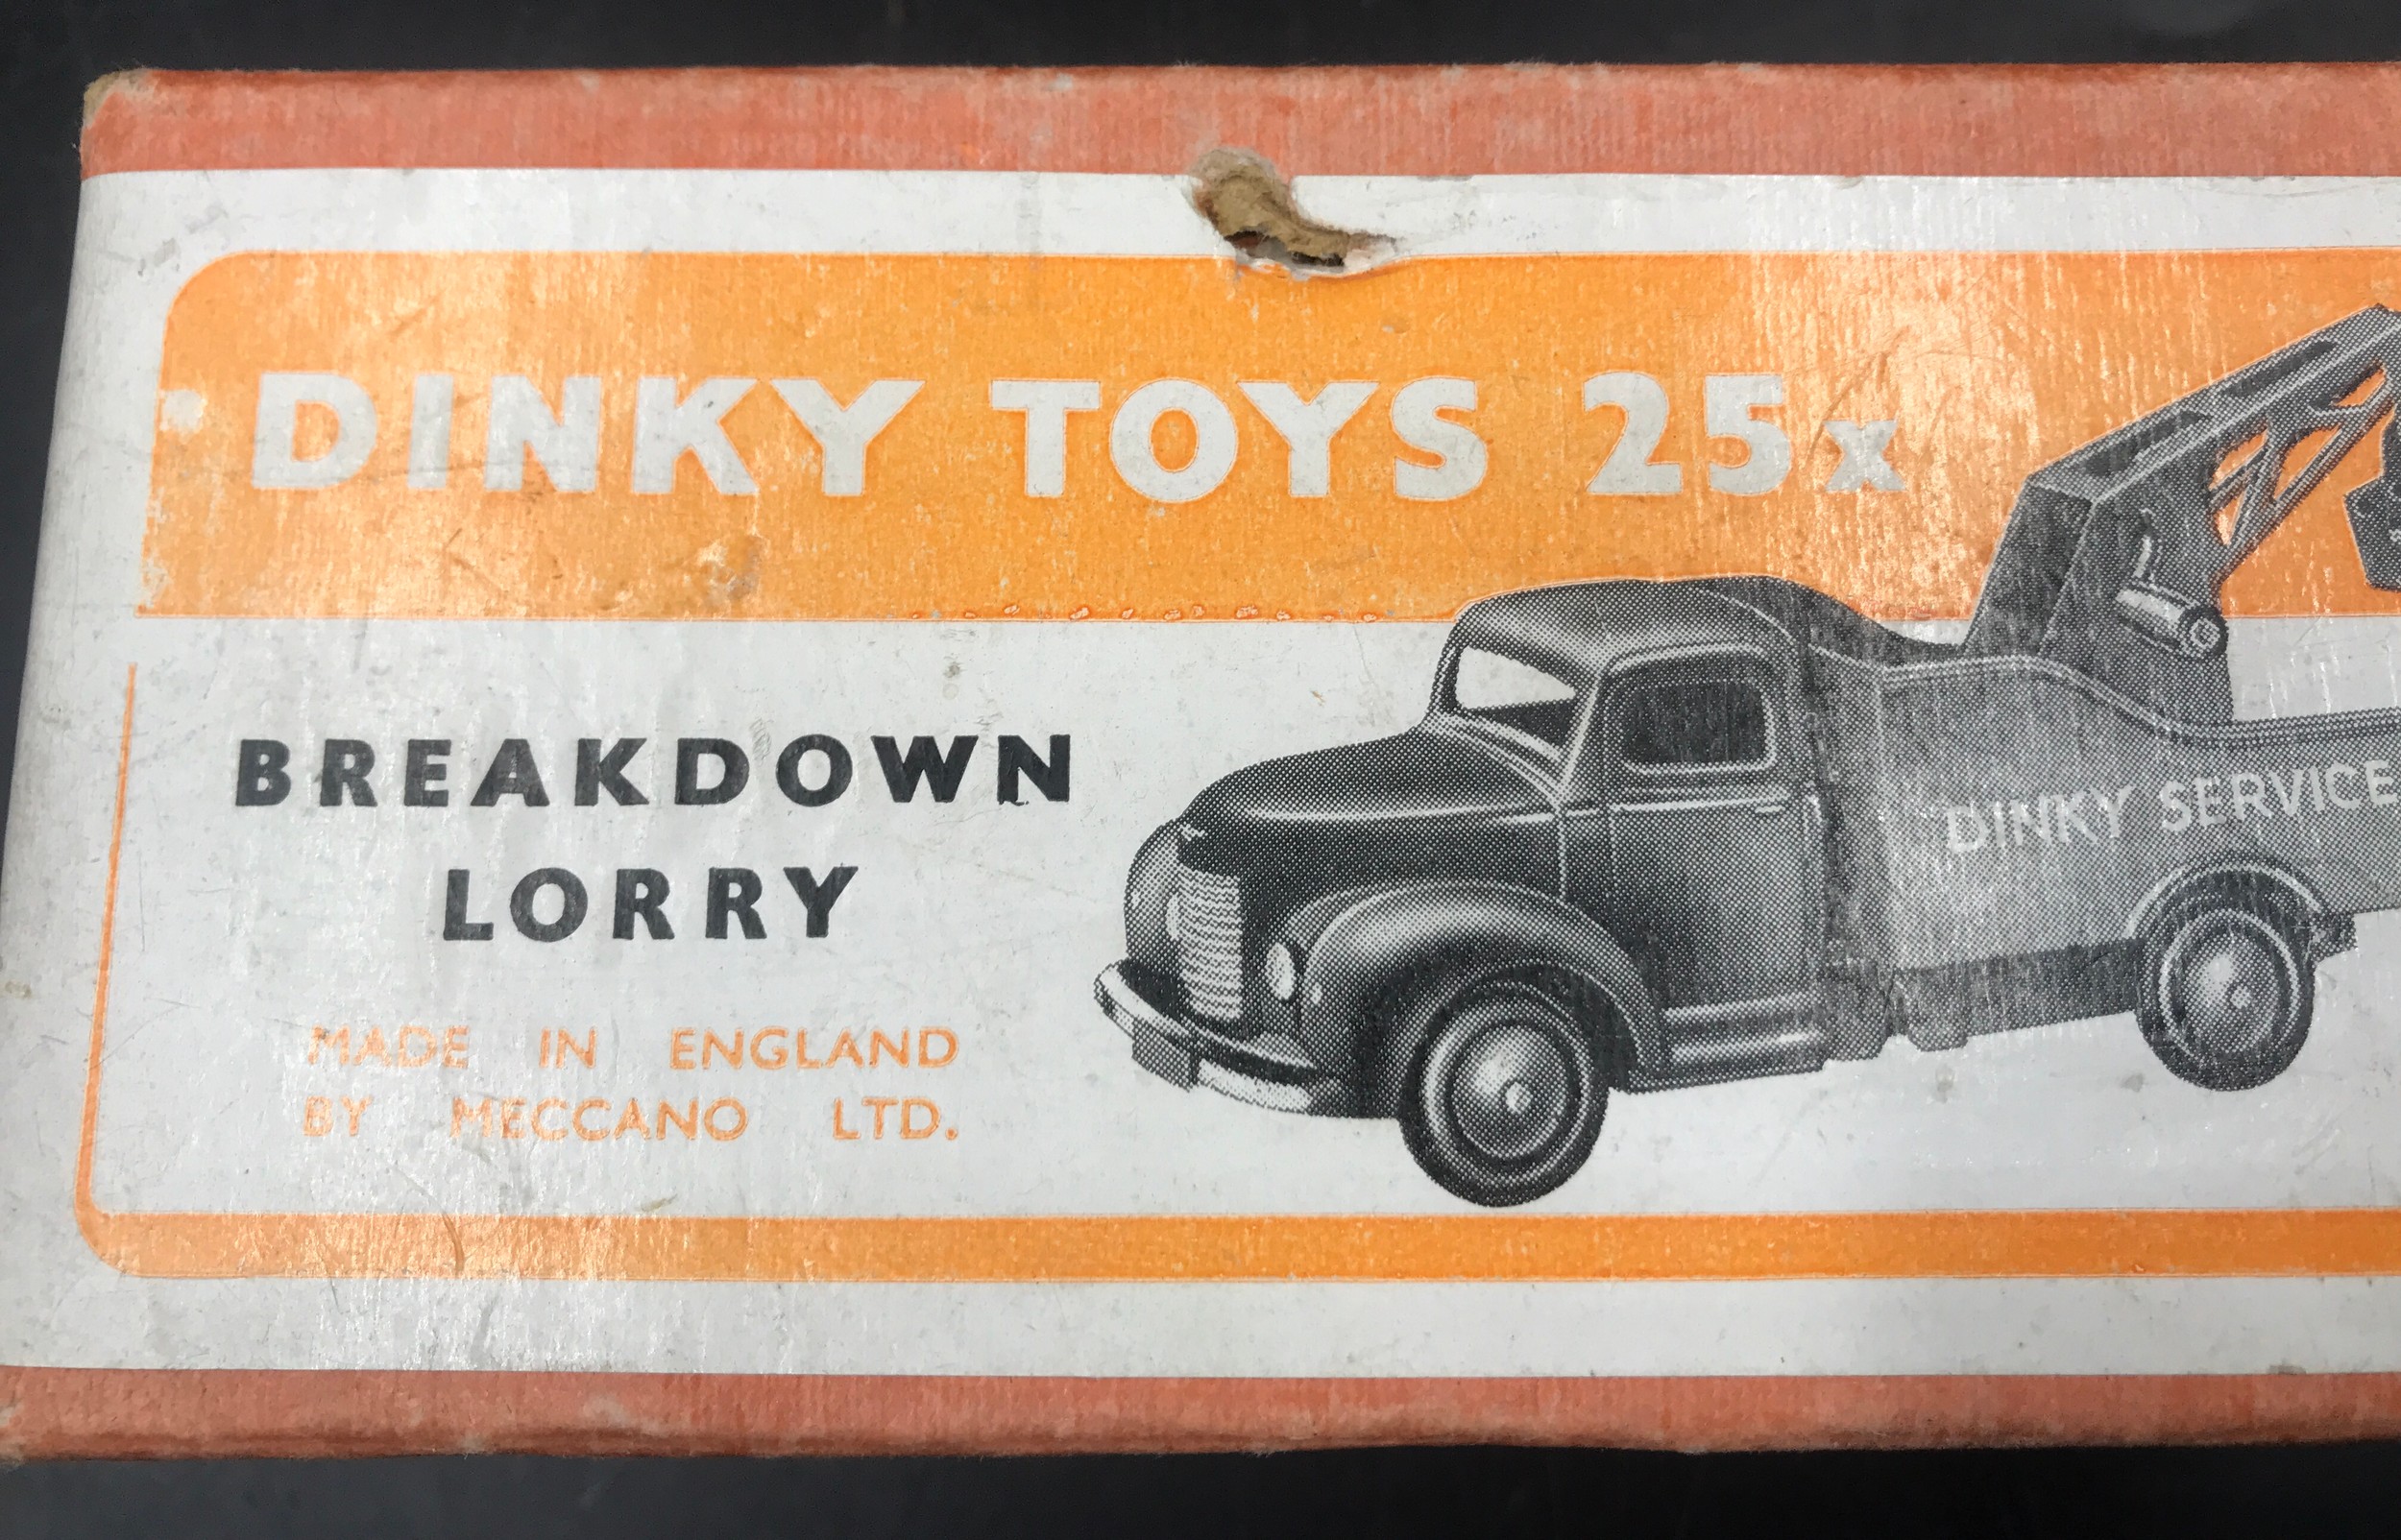 DINKY TOYS 25x
BREAKDOWN
LORRY
MADE IN ENGLAND
BY MECCANO LTD.
DINKY SERVICE